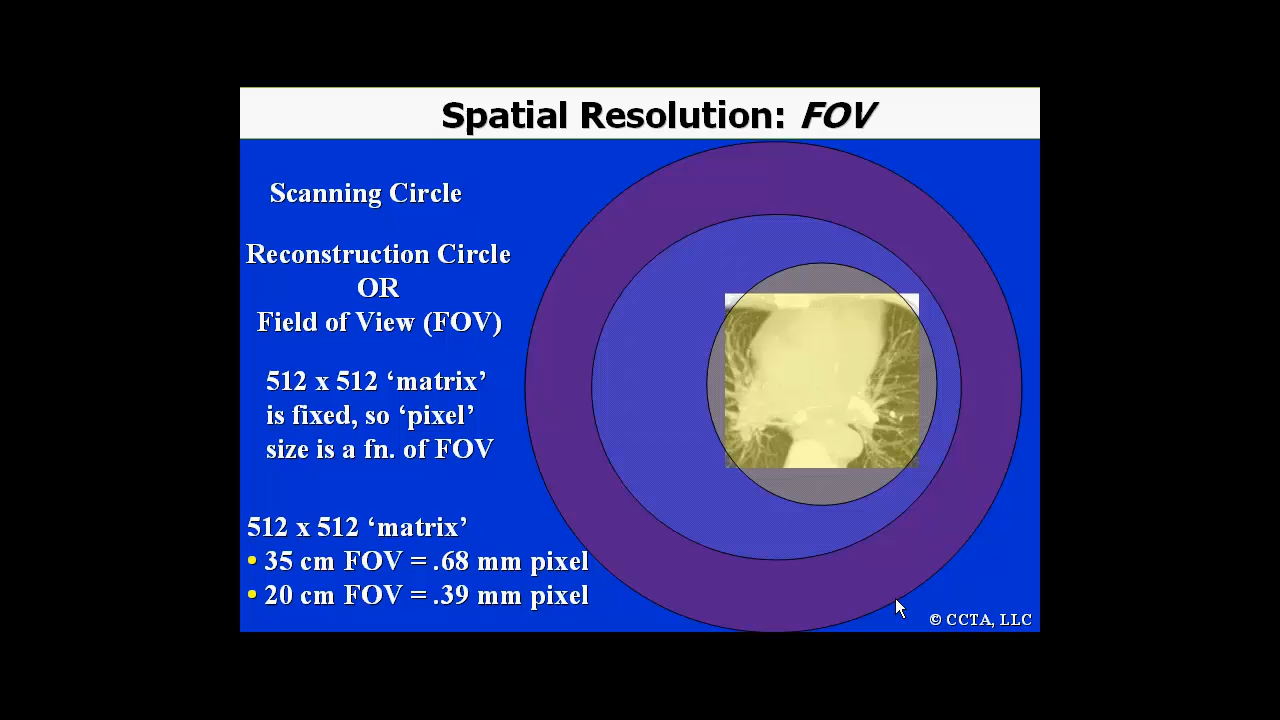 Spatial Resolution: FOV
Scanning Circle
Reconstruction Circle
OR
Field of View (FOV)
512 x 512 ‘matrix’
is fixed, so ‘pixel’
size is a fn. of FOV
512 x 512 ‘matrix’
• 35 cm FOV = .68 mm pixel
• 20 cm FOV = .39 mm pixel
© CCTA, LLC